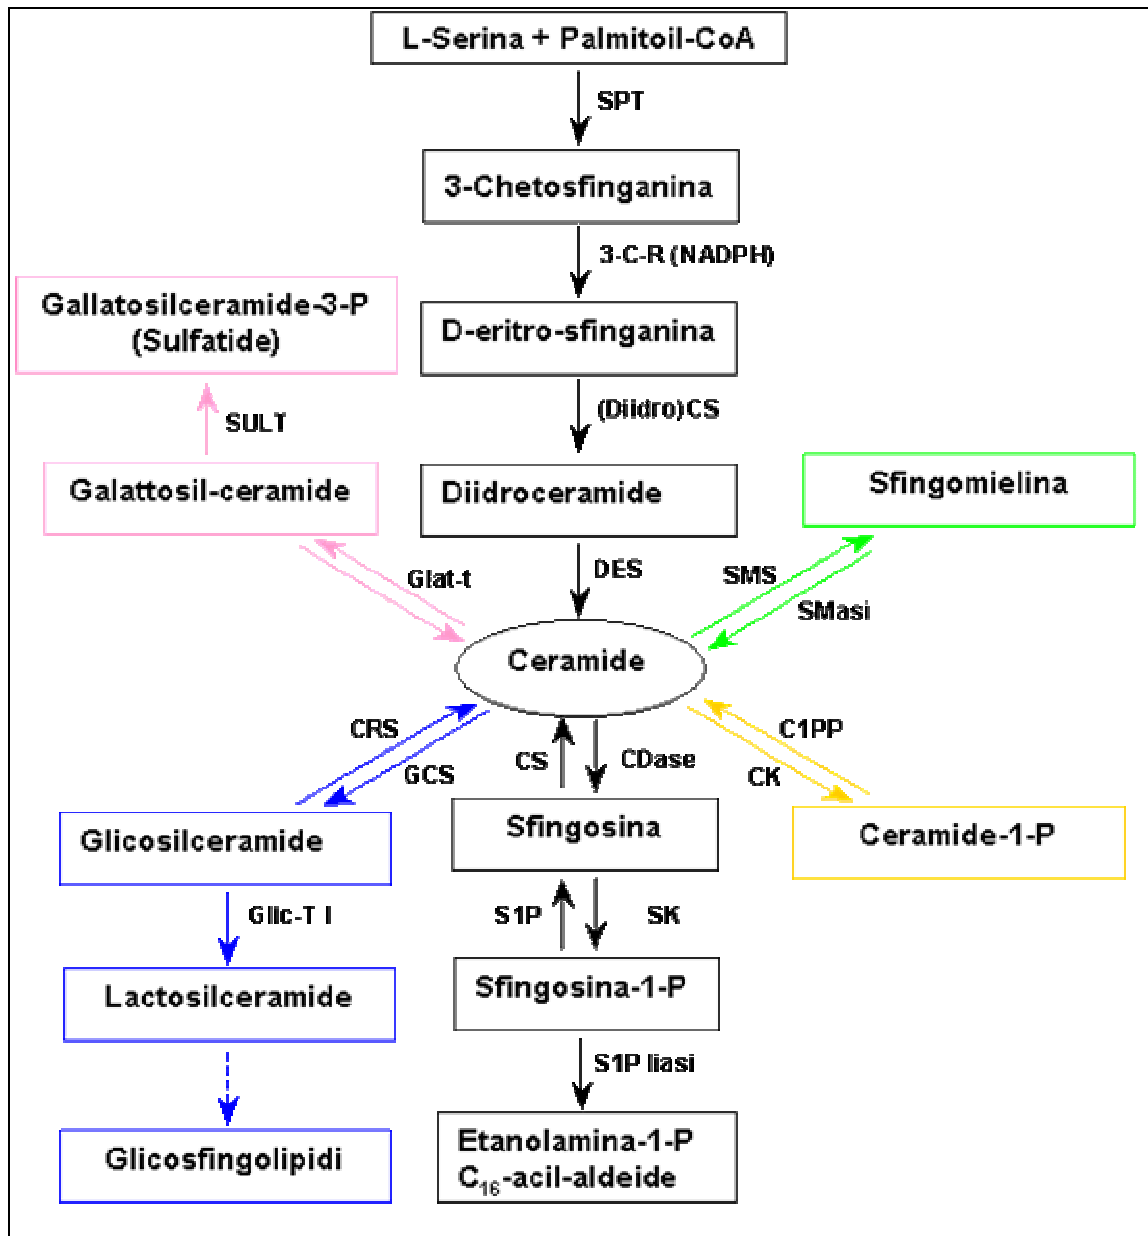 L-Serina + Palmitoil-CoA
SPT
3-Chetosfinganina
3-C-R (NADPH)
Gallatosilceramide-3-P
(Sulfatide)
D-eritro-sfinganina
SULT
(Diidro)CS
Galattosil-ceramide
Diidroceramide
Sfingomielina
Glat-t
DES
SMS
SMasi
Ceramide
CRS
GCS
CS
CDase
C1PP
CK
Glicosilceramide
Sfingosina
Ceramide-1-P
Glic-T I
S1P
SK
Lactosilceramide
Sfingosina-1-P
S1P liasi
Glicosfingolipidi
Etanolamina-1-P
C₁₆-acil-aldeide